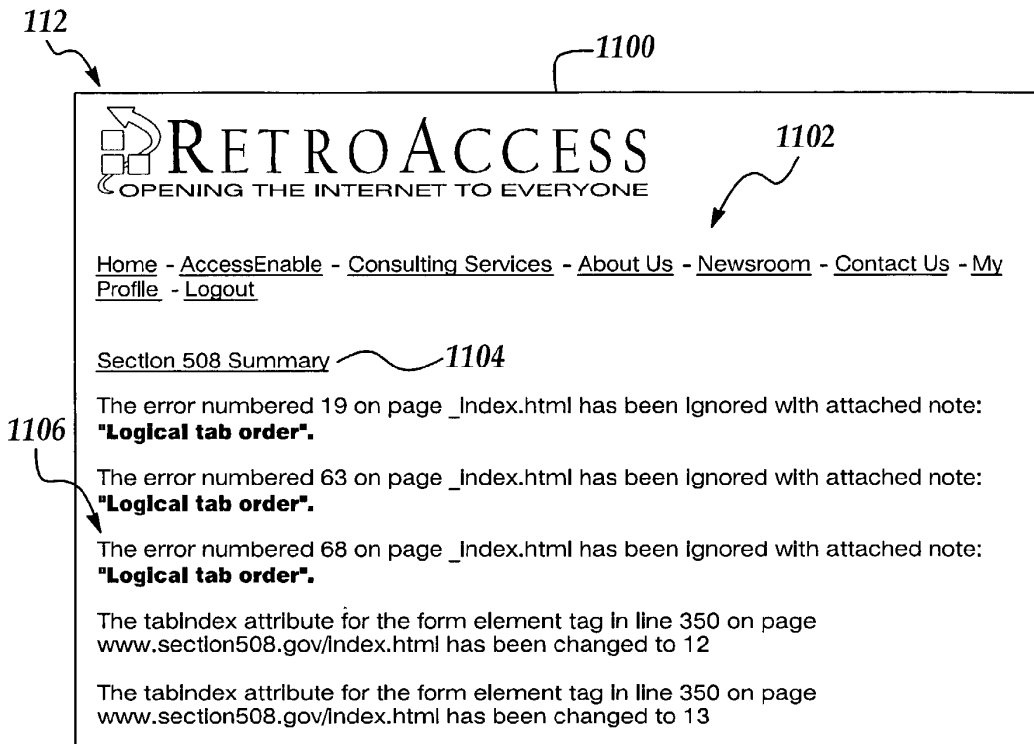 112
1100
RETROACCESS
OPENING THE INTERNET TO EVERYONE
1102
Home - AccessEnable - Consulting Services - About Us - Newsroom - Contact Us - My
Profile - Logout
Section 508 Summary
1104
The error numbered 19 on page _index.html has been ignored with attached note:
1106
"Logical tab order".
The error numbered 63 on page _index.html has been ignored with attached note:
"Logical tab order".
The error numbered 68 on page _index.html has been ignored with attached note:
"Logical tab order".
The tabindex attribute for the form element tag in line 350 on page
www.section508.gov/index.html has been changed to 12
The tabindex attribute for the form element tag in line 350 on page
www.section508.gov/index.html has been changed to 13